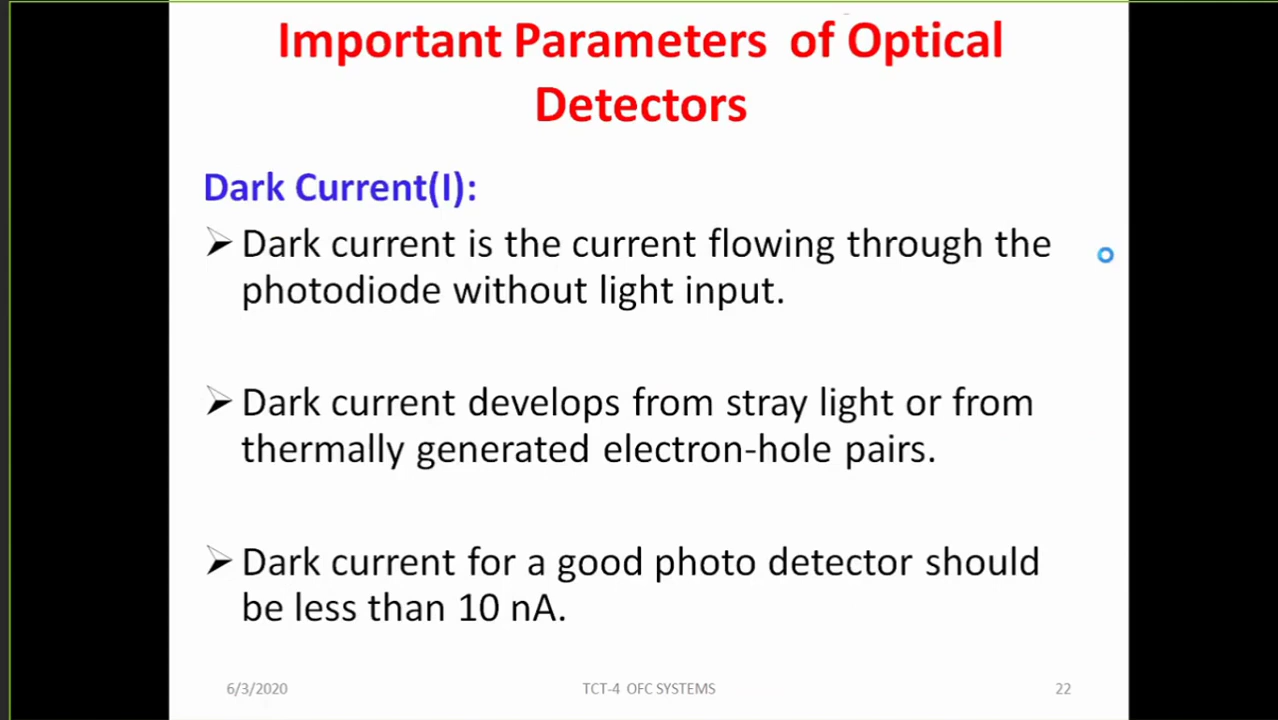 Important Parameters of Optical
Detectors
Dark Current(I):
➢ Dark current is the current flowing through the
photodiode without light input.
➢ Dark current develops from stray light or from
thermally generated electron-hole pairs.
➢ Dark current for a good photo detector should
be less than 10 nA.
6/3/2020 TCT-4 OFC SYSTEMS 22